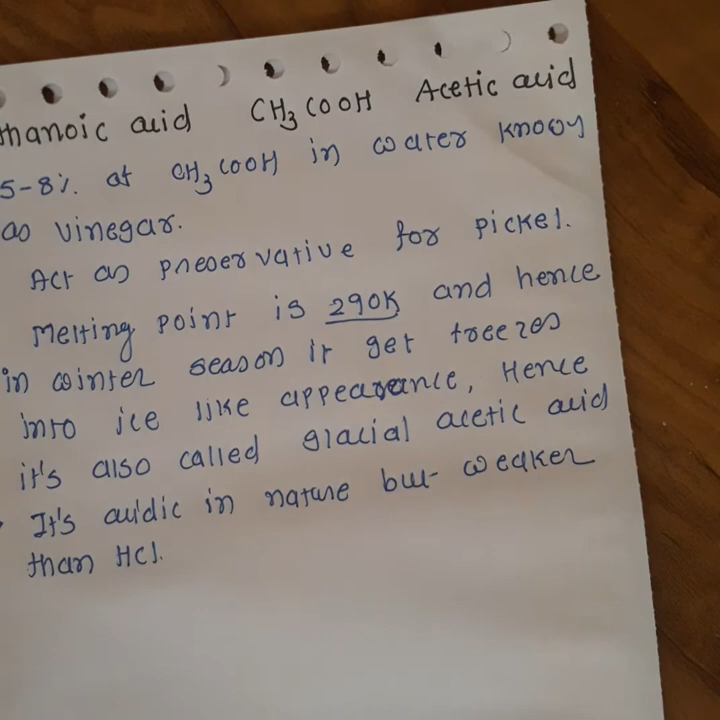 thanoic acid CH3COOH Acetic acid
5-8% of CH3COOH in water known
as vinegar.
Act as preservative for pickel.
Melting point is 290K and hence
in winter season it get freezes
into ice like appearance, Hence
it's also called glacial acetic acid
It's acidic in nature but weaker
than HCl.